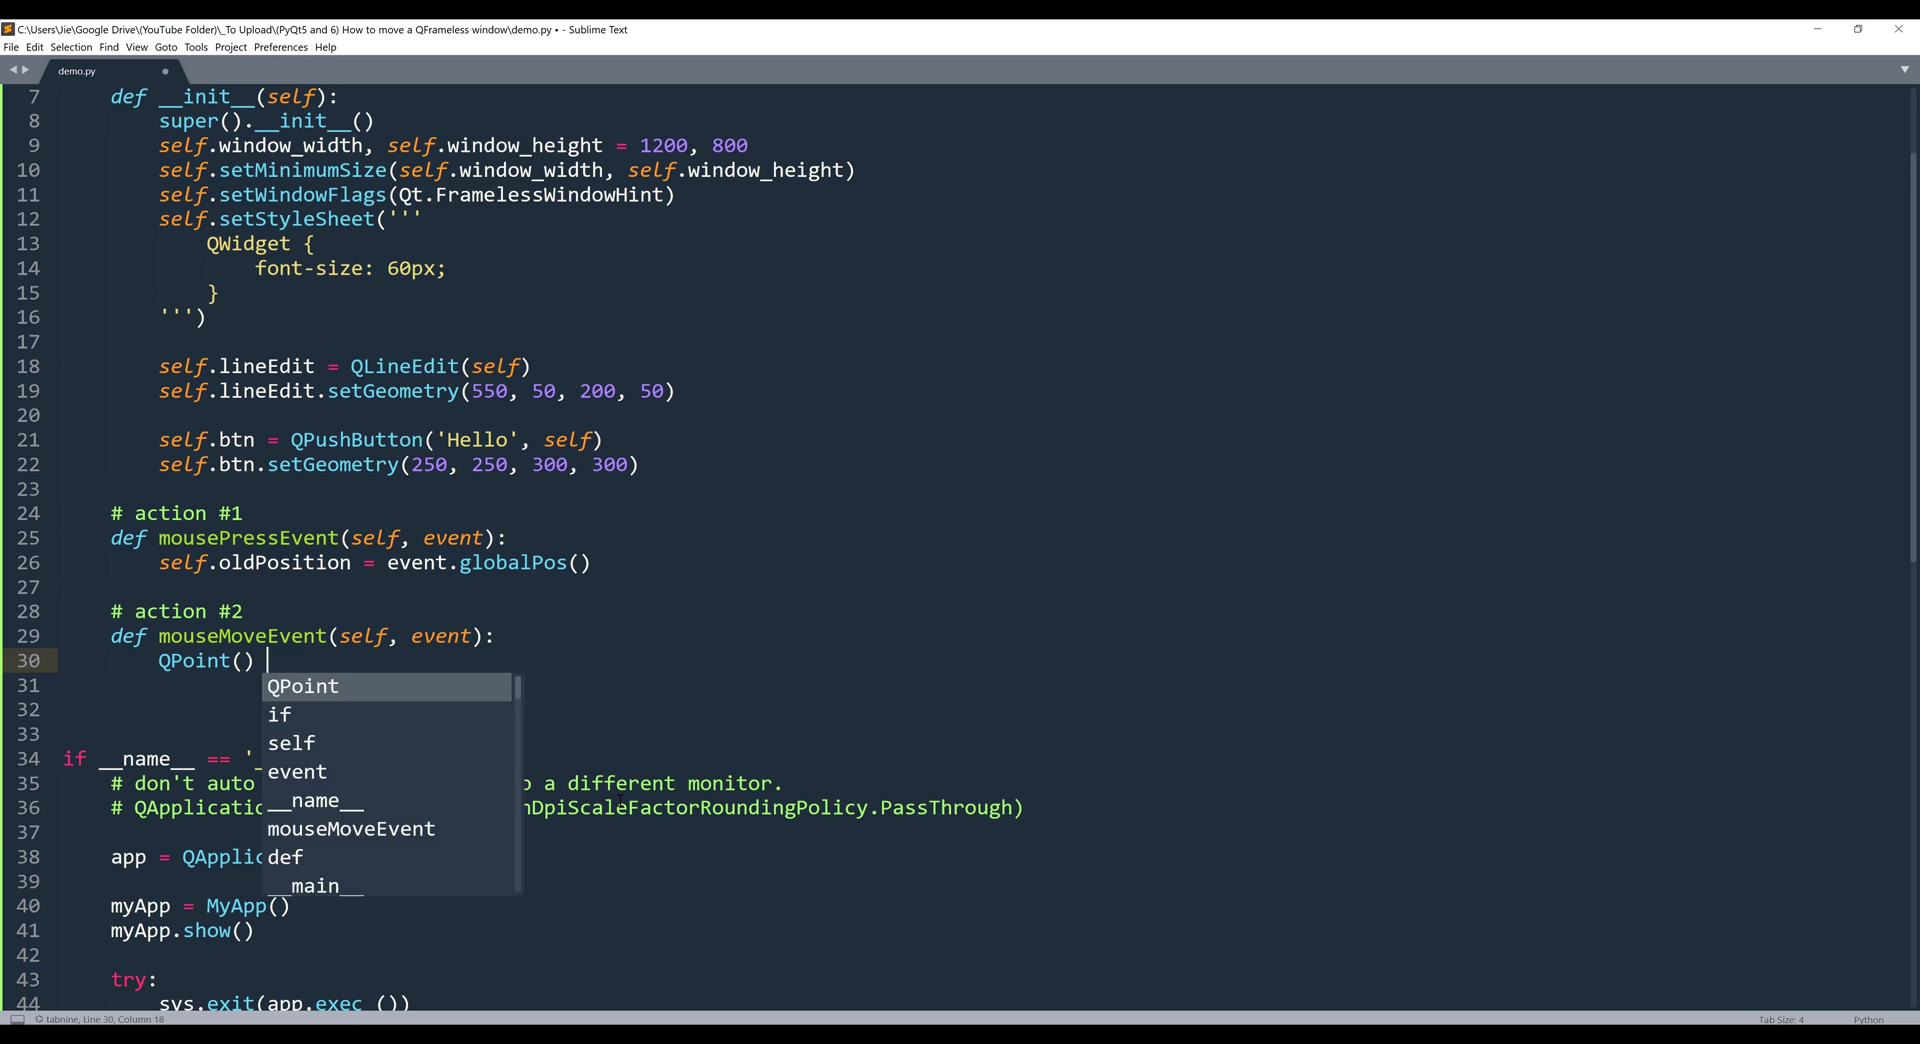 C:\Users\Jie\Google Drive\(YouTube Folder)\_To Upload\(PyQt5 and 6) How to move a QFrameless window\demo.py • - Sublime Text
File Edit Selection Find View Goto Tools Project Preferences Help
demo.py
7 def __init__(self):
8 super().__init__()
9 self.window_width, self.window_height = 1200, 800
10 self.setMinimumSize(self.window_width, self.window_height)
11 self.setWindowFlags(Qt.FramelessWindowHint)
12 self.setStyleSheet('''
13 QWidget {
14 font-size: 60px;
15 }
16 ''')
17
18 self.lineEdit = QLineEdit(self)
19 self.lineEdit.setGeometry(550, 50, 200, 50)
20
21 self.btn = QPushButton('Hello', self)
22 self.btn.setGeometry(250, 250, 300, 300)
23
24 # action #1
25 def mousePressEvent(self, event):
26 self.oldPosition = event.globalPos()
27
28 # action #2
29 def mouseMoveEvent(self, event):
30 QPoint()
31 QPoint
32 if
33 self
34 if __name__ == '_
event
35 # don't auto o a different monitor.
__name__
36 # QApplicatio nDpiScaleFactorRoundingPolicy.PassThrough)
37 mouseMoveEvent
38 app = QApplic def
39 __main__
40 myApp = MyApp()
41 myApp.show()
42
43 try:
44 sys.exit(app.exec_())
tabnine, Line 30, Column 18 Tab Size: 4 Python